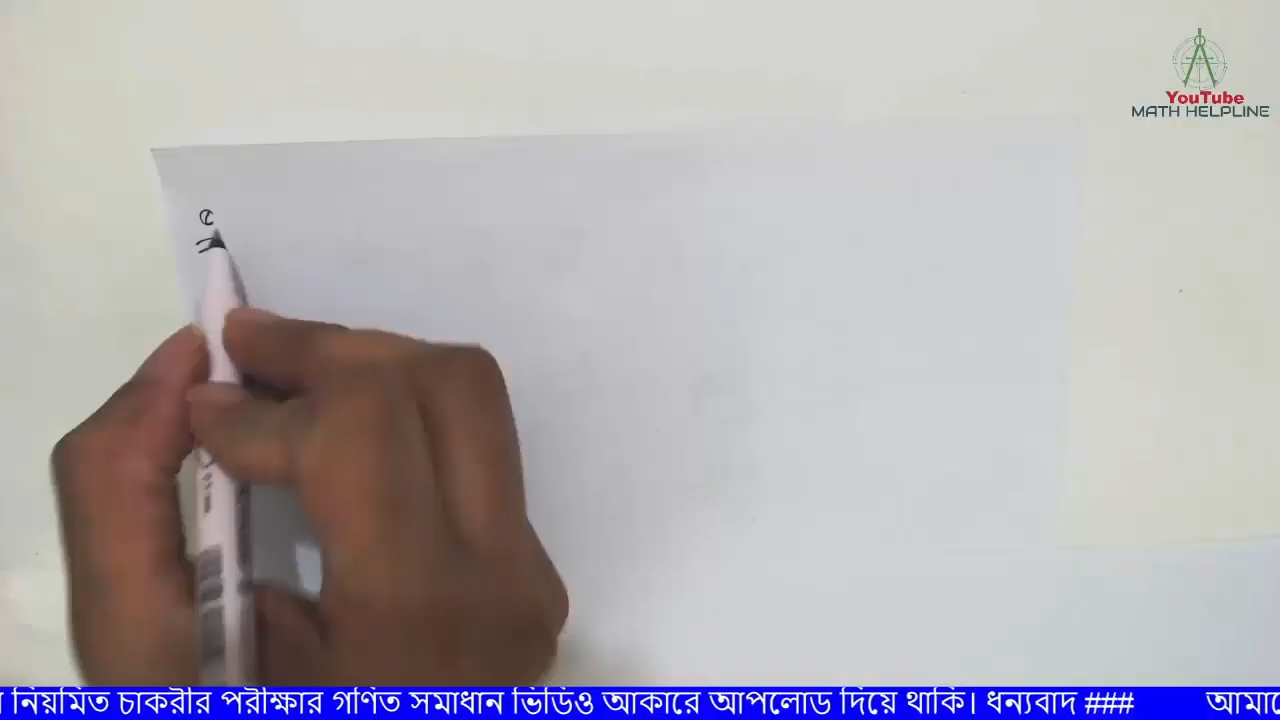 YouTube
MATH HELPLINE
নিয়মিত চাকরীর পরীক্ষার গণিত সমাধান ভিডিও আকারে আপলোড দিয়ে থাকি। ধন্যবাদ ###